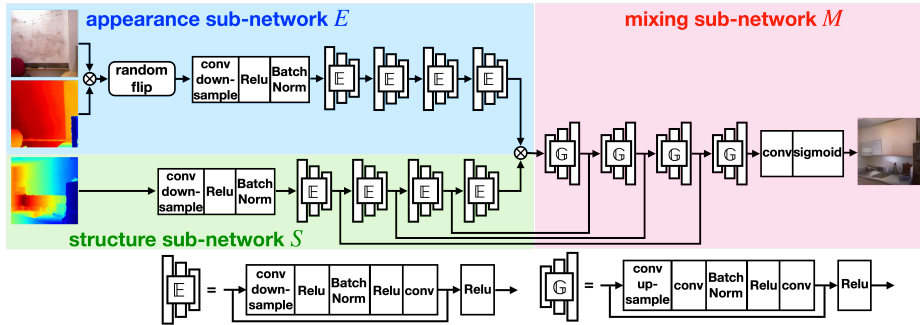 appearance sub-network E
mixing sub-network M
random
flip
conv
down-
sample
Relu
Batch
Norm
𝔼
𝔼
𝔼
𝔼
conv
down-
sample
Relu
Batch
Norm
𝔼
𝔼
𝔼
𝔼
𝔾
𝔾
𝔾
𝔾
conv
sigmoid
structure sub-network S
𝔼
=
conv
down-
sample
Relu
Batch
Norm
Relu
conv
Relu
𝔾
=
conv
up-
sample
conv
Batch
Norm
Relu
conv
Relu